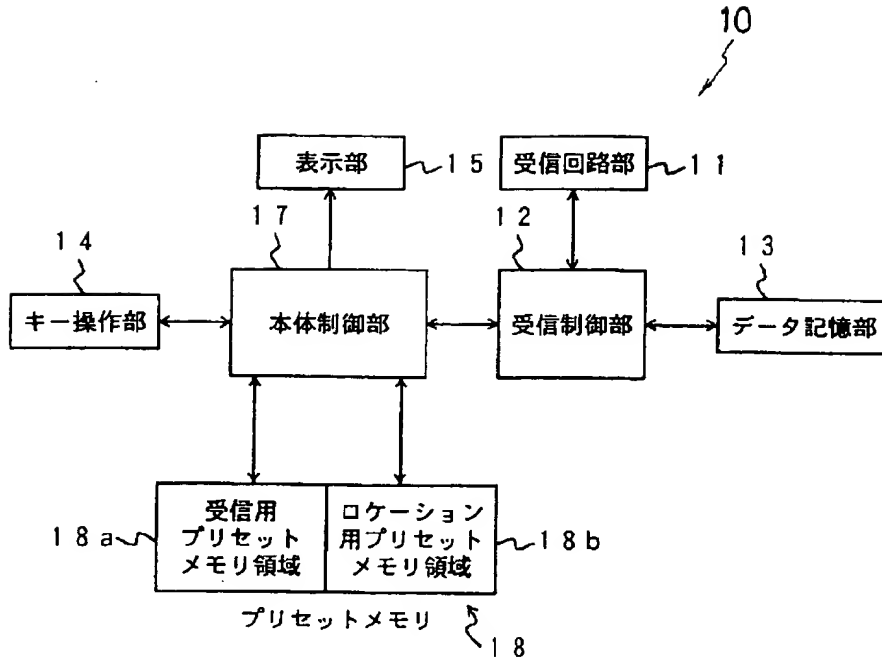 10
表示部
15
受信回路部
11
17
12
14
13
キー操作部
本体制御部
受信制御部
データ記憶部
18a
受信用
プリセット
メモリ領域
ロケーション
用プリセット
メモリ領域
18b
プリセットメモリ
18